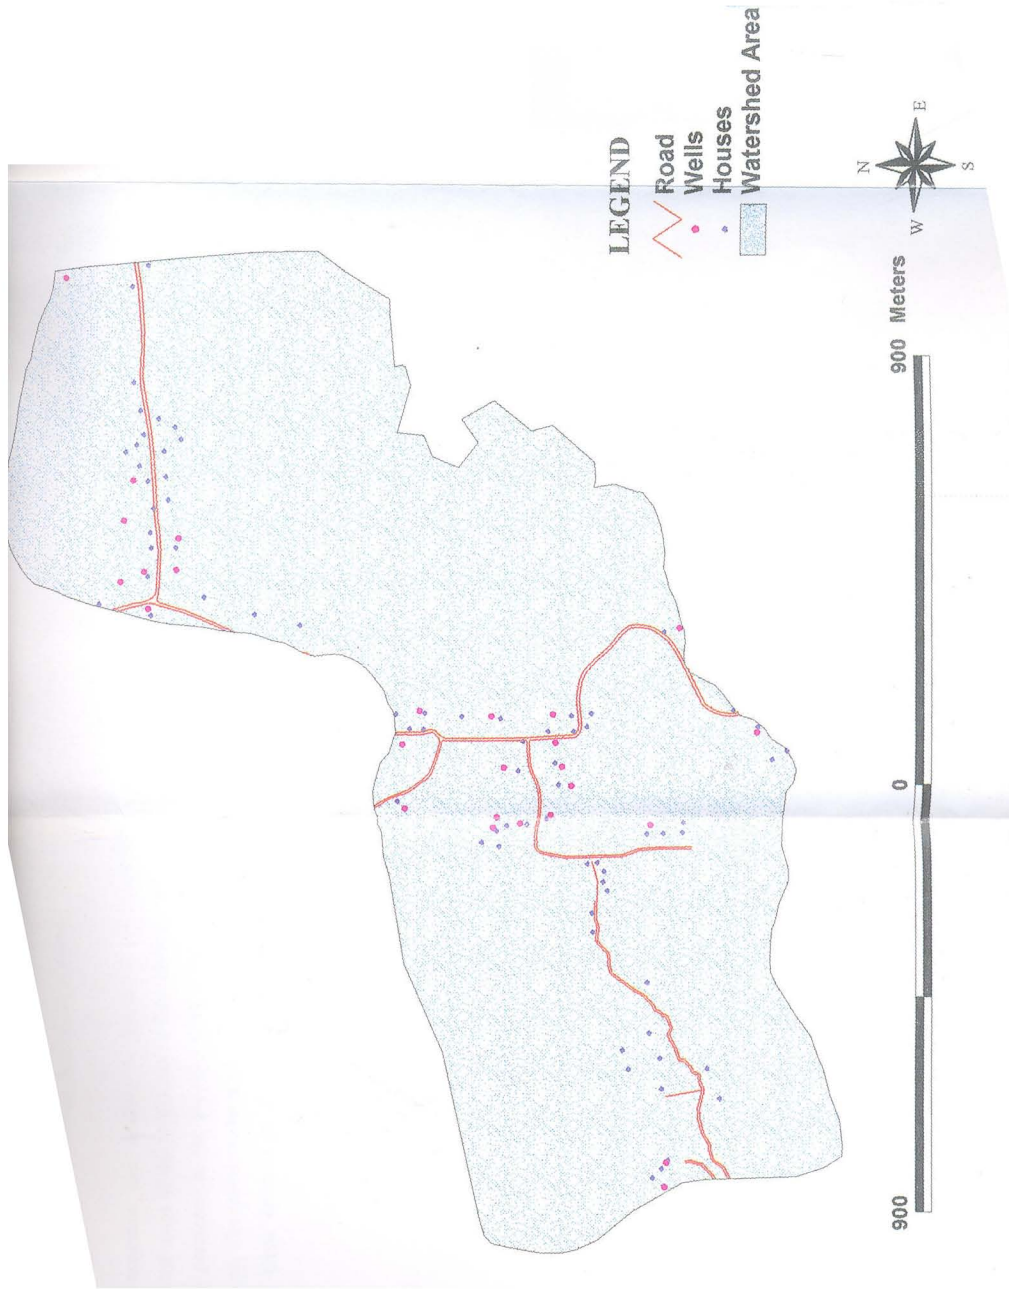 LEGEND
Road
Wells
Houses
Watershed Area
N
E
S
W
900
0
900 Meters